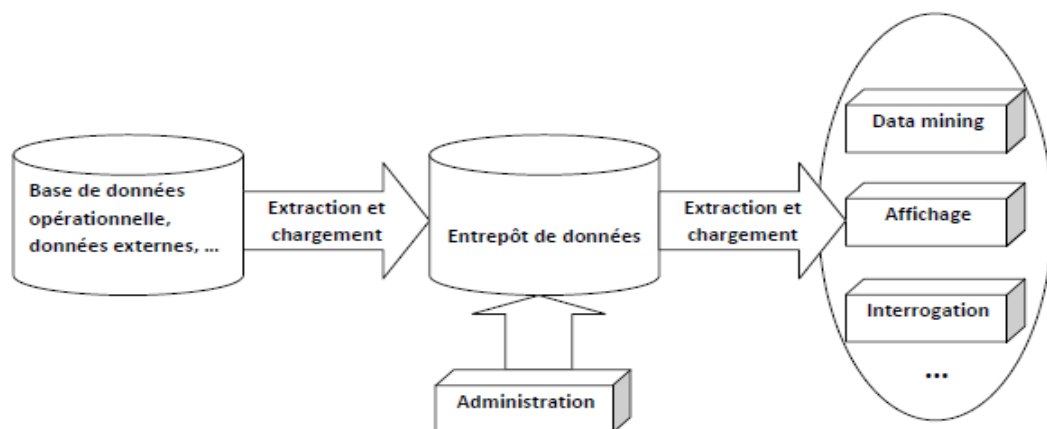 Base de données
opérationnelle,
données externes, ...
Extraction et
chargement
Entrepôt de données
Extraction et
chargement
Data mining
Affichage
Interrogation
...
Administration